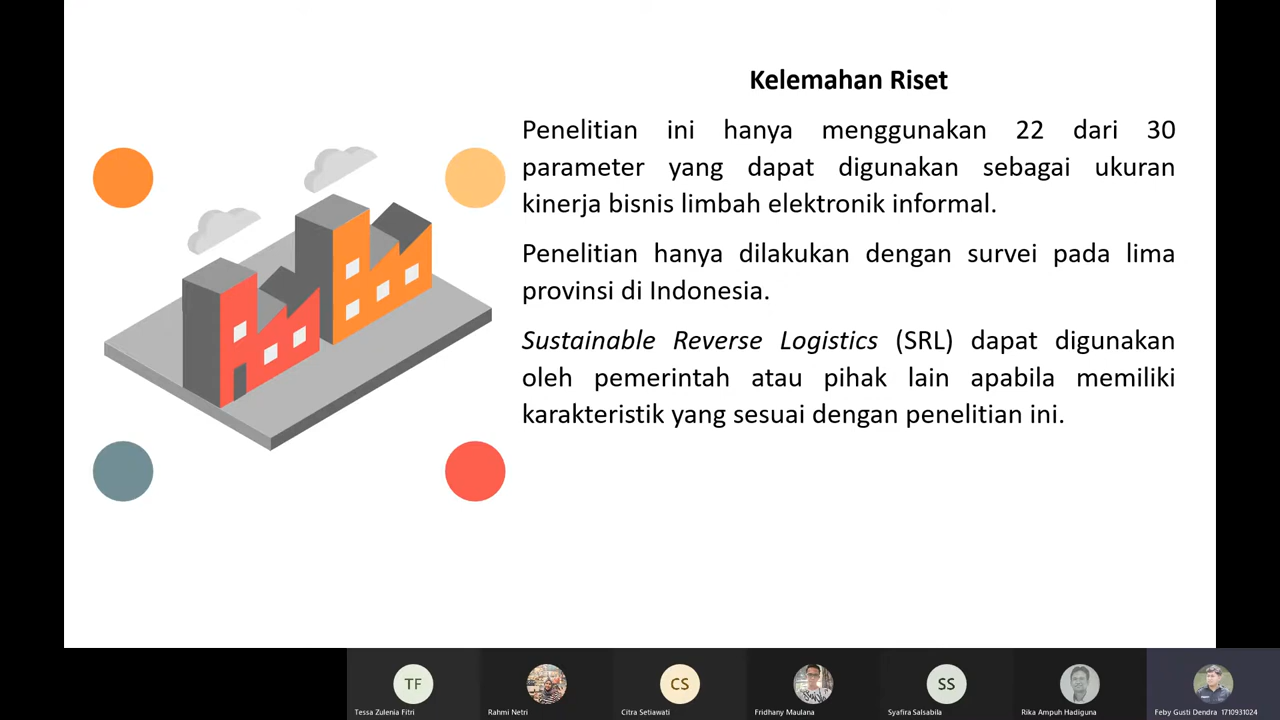 Kelemahan Riset
Penelitian ini hanya menggunakan 22 dari 30
parameter yang dapat digunakan sebagai ukuran
kinerja bisnis limbah elektronik informal.
Penelitian hanya dilakukan dengan survei pada lima
provinsi di Indonesia.
Sustainable Reverse Logistics (SRL) dapat digunakan
oleh pemerintah atau pihak lain apabila memiliki
karakteristik yang sesuai dengan penelitian ini.
TF
CS
SS
Tessa Zulenia Fitri
Rahmi Netri
Citra Setiawati
Fridhany Maulana
Syafira Salsabila
Rika Ampuh Hadiguna
Feby Gusti Dendra 1710931024